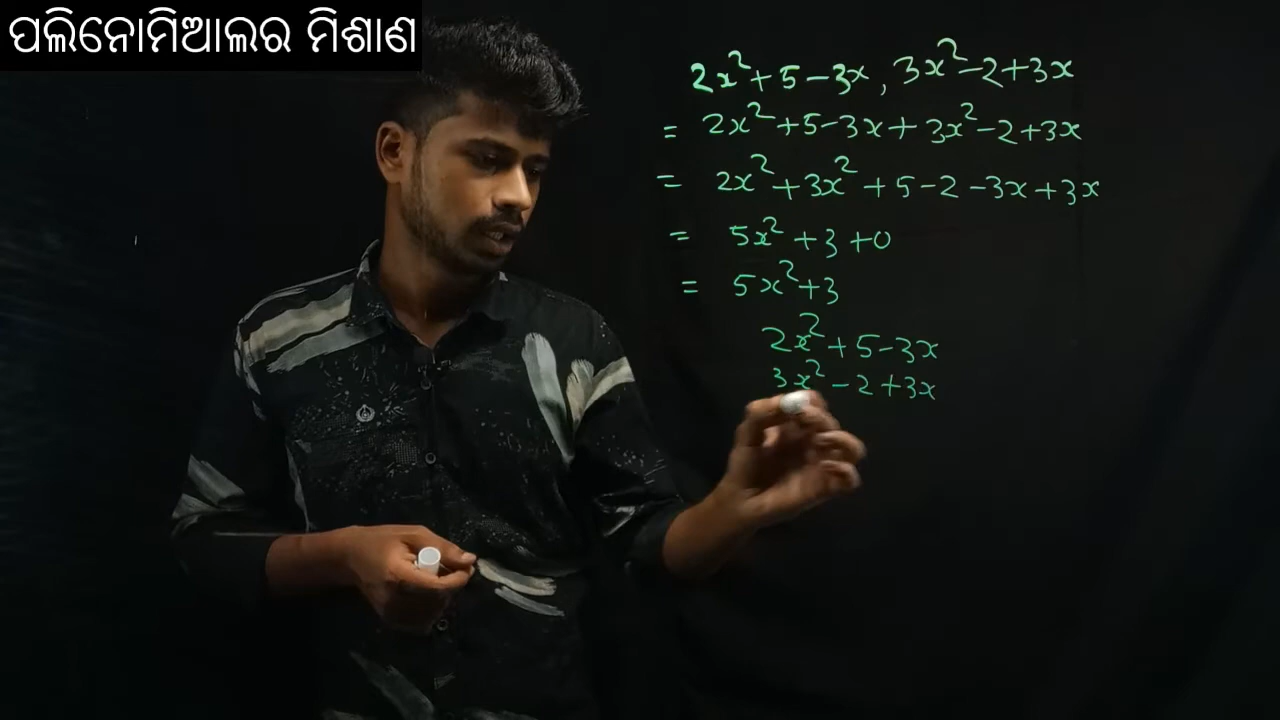 ପଲିନୋମିଆଲର ମିଶାଣ
2x² + 5 - 3x , 3x² - 2 + 3x
= 2x² + 5 - 3x + 3x² - 2 + 3x
= 2x² + 3x² + 5 - 2 - 3x + 3x
= 5x² + 3 + 0
= 5x² + 3
2x² + 5 - 3x
3x² - 2 + 3x